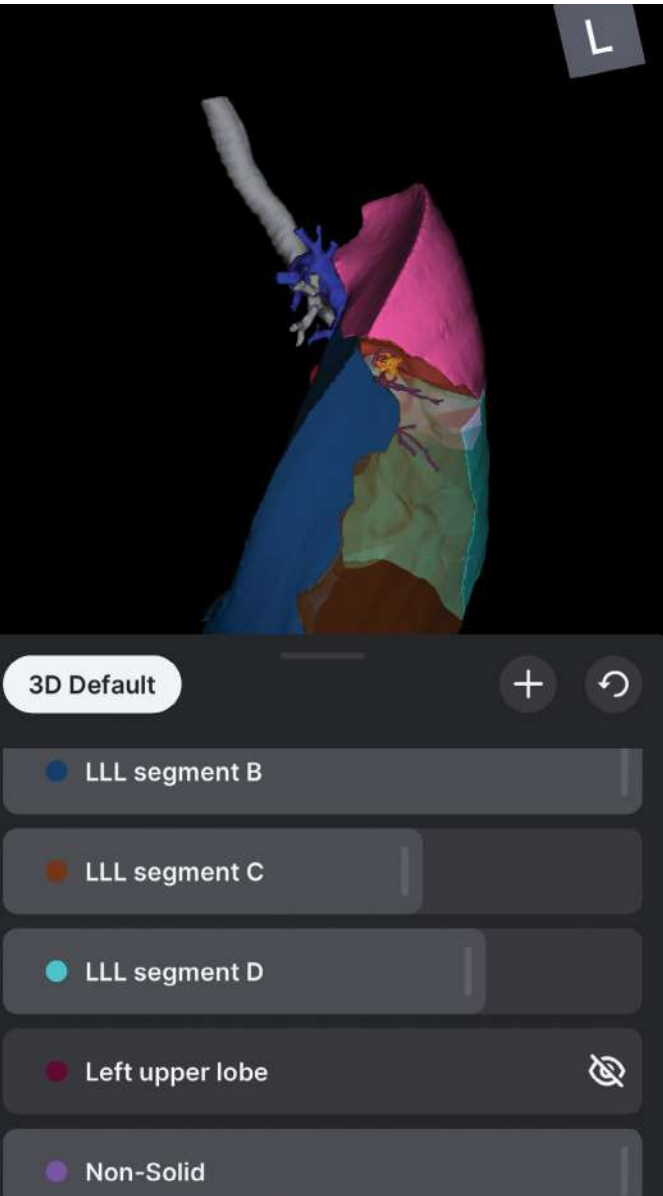 L
3D Default
LLL segment B
LLL segment C
LLL segment D
Left upper lobe
Non-Solid